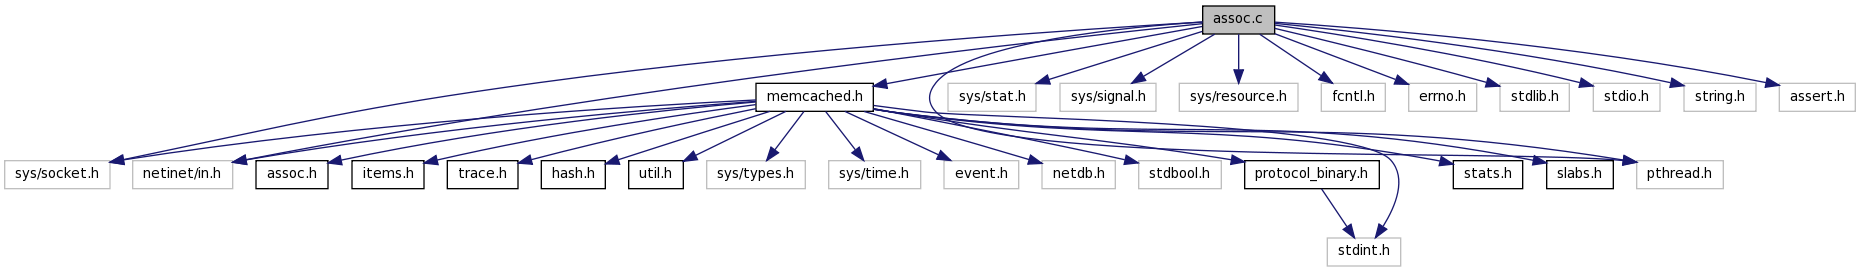 assoc.c
memcached.h
sys/stat.h
sys/signal.h
sys/resource.h
fcntl.h
errno.h
stdlib.h
stdio.h
string.h
assert.h
sys/socket.h
netinet/in.h
assoc.h
items.h
trace.h
hash.h
util.h
sys/types.h
sys/time.h
event.h
netdb.h
stdbool.h
protocol_binary.h
stats.h
slabs.h
pthread.h
stdint.h